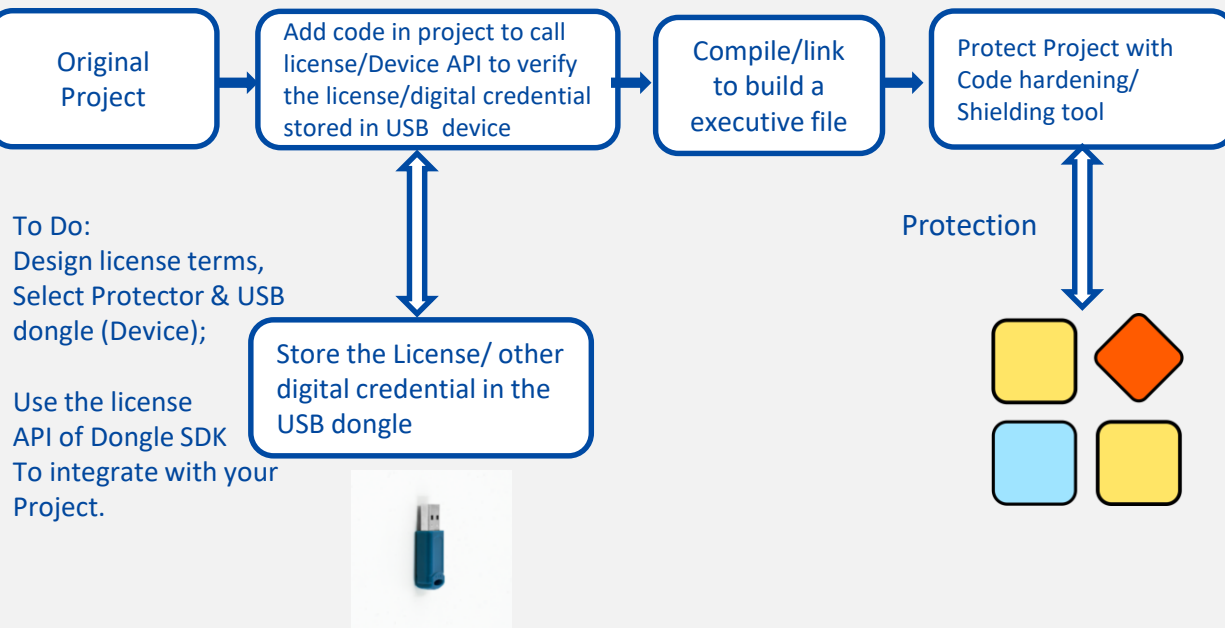 Original
Project
Add code in project to call
license/Device API to verify
the license/digital credential
stored in USB device
Compile/link
to build a
executive file
Protect Project with
Code hardening/
Shielding tool
To Do:
Design license terms,
Select Protector & USB
dongle (Device);
Use the license
API of Dongle SDK
To integrate with your
Project.
Store the License/ other
digital credential in the
USB dongle
Protection